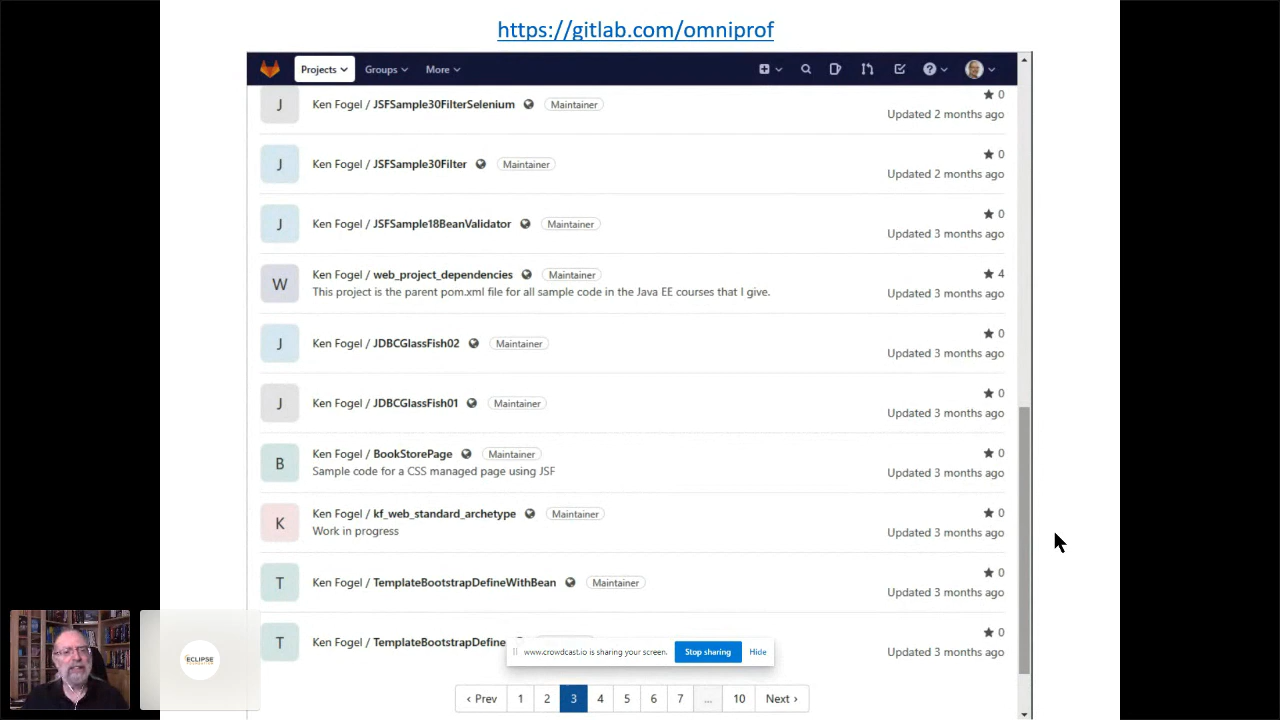 https://gitlab.com/omniprof
Projects Groups More
J Ken Fogel / JSFSample30FilterSelenium Maintainer 0
Updated 2 months ago
J Ken Fogel / JSFSample30Filter Maintainer 0
Updated 2 months ago
J Ken Fogel / JSFSample18BeanValidator Maintainer 0
Updated 3 months ago
W Ken Fogel / web_project_dependencies Maintainer 4
This project is the parent pom.xml file for all sample code in the Java EE courses that I give. Updated 3 months ago
J Ken Fogel / JDBCGlassFish02 Maintainer 0
Updated 3 months ago
J Ken Fogel / JDBCGlassFish01 Maintainer 0
Updated 3 months ago
B Ken Fogel / BookStorePage Maintainer 0
Sample code for a CSS managed page using JSF Updated 3 months ago
K Ken Fogel / kf_web_standard_archetype Maintainer 0
Work in progress Updated 3 months ago
T Ken Fogel / TemplateBootstrapDefineWithBean Maintainer 0
Updated 3 months ago
T Ken Fogel / TemplateBootstrapDefine 0
Updated 3 months ago
www.crowdcast.io is sharing your screen. Stop sharing Hide
ECLIPSE
FOUNDATION
‹ Prev 1 2 3 4 5 6 7 ... 10 Next ›